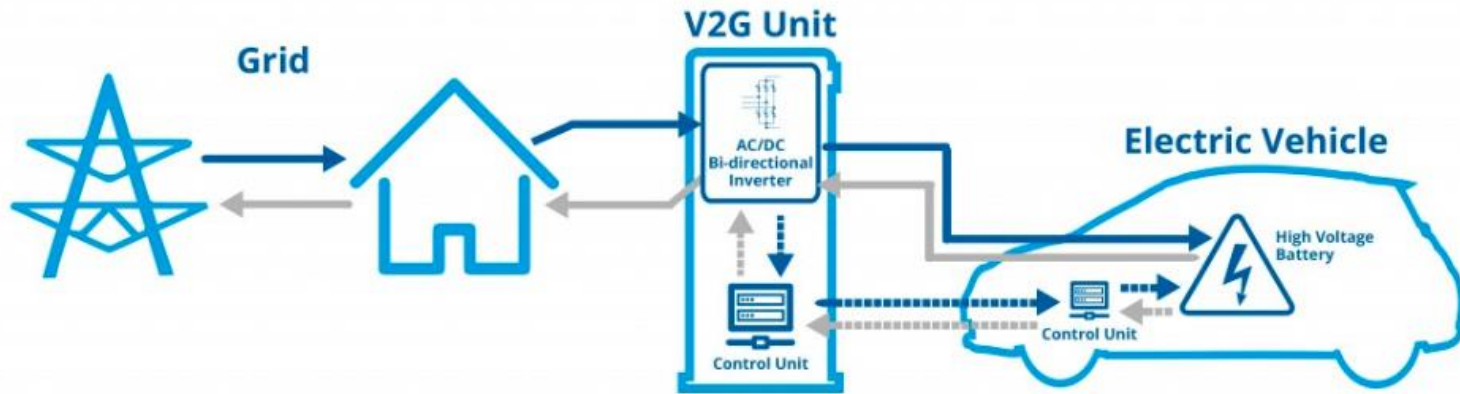 V2G Unit
Grid
AC/DC
Bi-directional
Inverter
Electric Vehicle
High Voltage
Battery
Control Unit
Control Unit